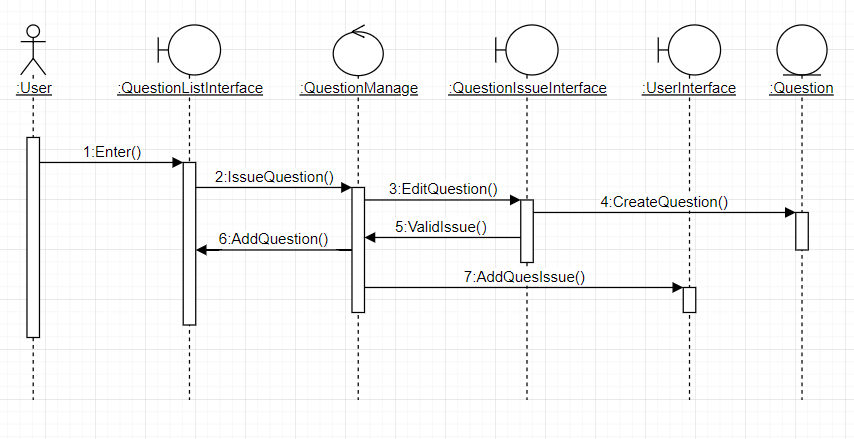 :User
:QuestionListInterface
:QuestionManage
:QuestionIssueInterface
:UserInterface
:Question
1:Enter()
2:IssueQuestion()
3:EditQuestion()
4:CreateQuestion()
5:ValidIssue()
6:AddQuestion()
7:AddQuesIssue()